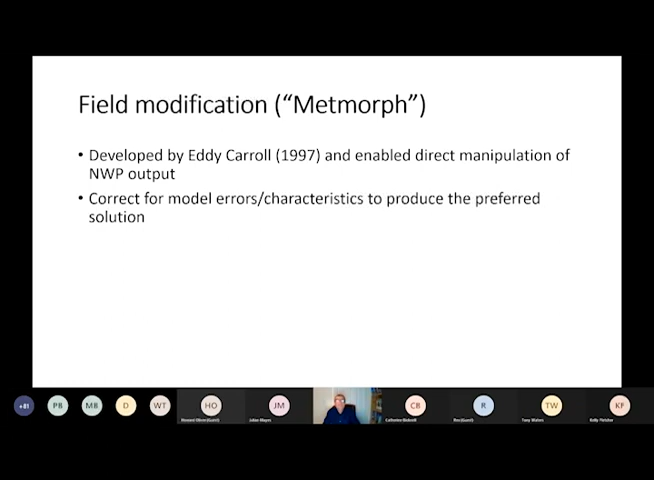 Field modification (“Metmorph”)
• Developed by Eddy Carroll (1997) and enabled direct manipulation of
NWP output
• Correct for model errors/characteristics to produce the preferred
solution
+81 PB MB D WT HO JM CB R TW KF